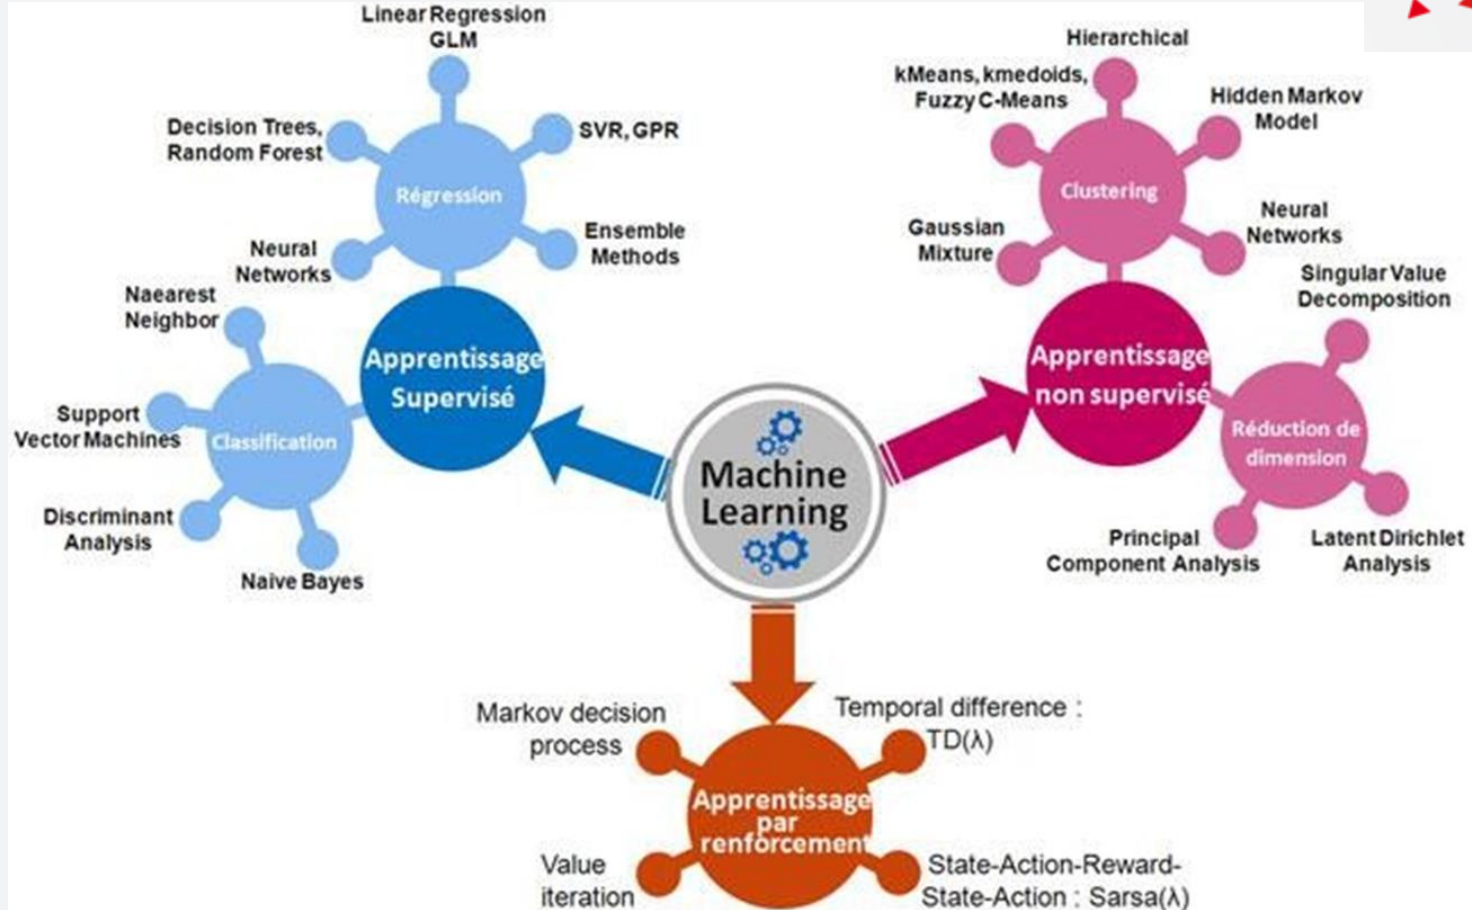 Linear Regression
GLM
Decision Trees,
Random Forest
SVR, GPR
Régression
Neural
Networks
Ensemble
Methods
Naearest
Neighbor
Support
Vector Machines
Classification
Discriminant
Analysis
Naive Bayes
Apprentissage
Supervisé
Machine
Learning
Hierarchical
kMeans, kmedoids,
Fuzzy C-Means
Hidden Markov
Model
Clustering
Gaussian
Mixture
Neural
Networks
Apprentissage
non supervisé
Singular Value
Decomposition
Réduction de
dimension
Principal
Component Analysis
Latent Dirichlet
Analysis
Markov decision
process
Temporal difference :
TD(λ)
Apprentissage
par
renforcement
Value
iteration
State-Action-Reward-
State-Action : Sarsa(λ)